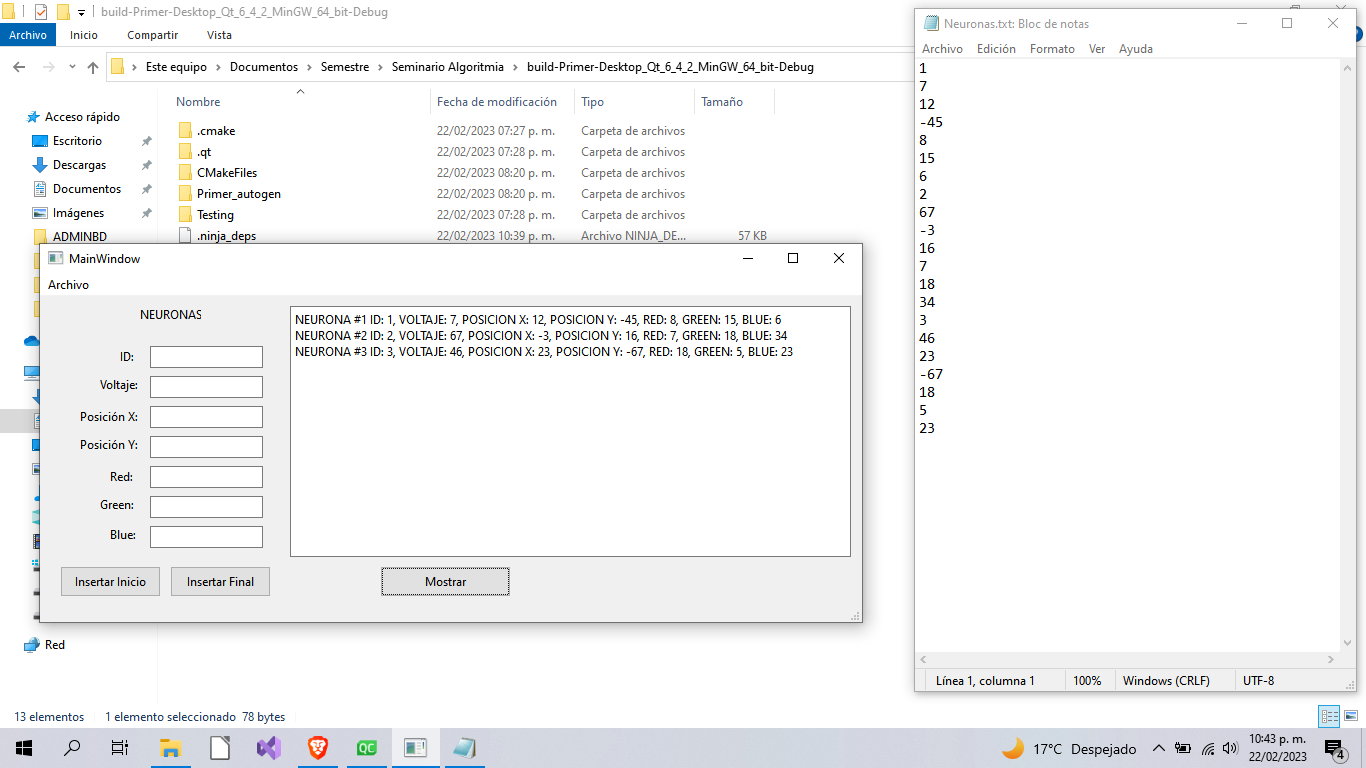 build-Primer-Desktop_Qt_6_4_2_MinGW_64_bit-Debug
Archivo Inicio Compartir Vista
Este equipo Documentos Semestre Seminario Algoritmia build-Primer-Desktop_Qt_6_4_2_MinGW_64_bit-Debug
Nombre Fecha de modificación Tipo Tamaño
Acceso rápido
Escritorio
Descargas
Documentos
Imágenes
ADMINBD
Red
.cmake 22/02/2023 07:27 p. m. Carpeta de archivos
.qt 22/02/2023 07:28 p. m. Carpeta de archivos
CMakeFiles 22/02/2023 08:20 p. m. Carpeta de archivos
Primer_autogen 22/02/2023 08:20 p. m. Carpeta de archivos
Testing 22/02/2023 07:28 p. m. Carpeta de archivos
.ninja_deps 22/02/2023 10:39 p. m. Archivo NINJA_DE... 57 KB
MainWindow
Archivo
NEURONAS
ID:
Voltaje:
Posición X:
Posición Y:
Red:
Green:
Blue:
Insertar Inicio Insertar Final Mostrar
NEURONA #1 ID: 1, VOLTAJE: 7, POSICION X: 12, POSICION Y: -45, RED: 8, GREEN: 15, BLUE: 6
NEURONA #2 ID: 2, VOLTAJE: 67, POSICION X: -3, POSICION Y: 16, RED: 7, GREEN: 18, BLUE: 34
NEURONA #3 ID: 3, VOLTAJE: 46, POSICION X: 23, POSICION Y: -67, RED: 18, GREEN: 5, BLUE: 23
Neuronas.txt: Bloc de notas
Archivo Edición Formato Ver Ayuda
1
7
12
-45
8
15
6
2
67
-3
16
7
18
34
3
46
23
-67
18
5
23
Línea 1, columna 1 100% Windows (CRLF) UTF-8
13 elementos 1 elemento seleccionado 78 bytes
QC
17°C Despejado
10:43 p. m.
22/02/2023
4